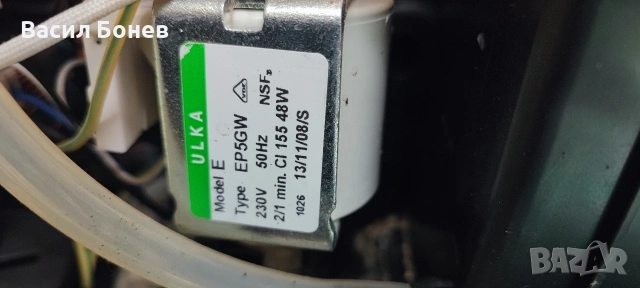 Васил Бонев
ULKA
Model E
Type EP5GW
NSF
230V 50Hz
2/1 min. Cl 155 48W
1026 13/11/08/S
BAZAR